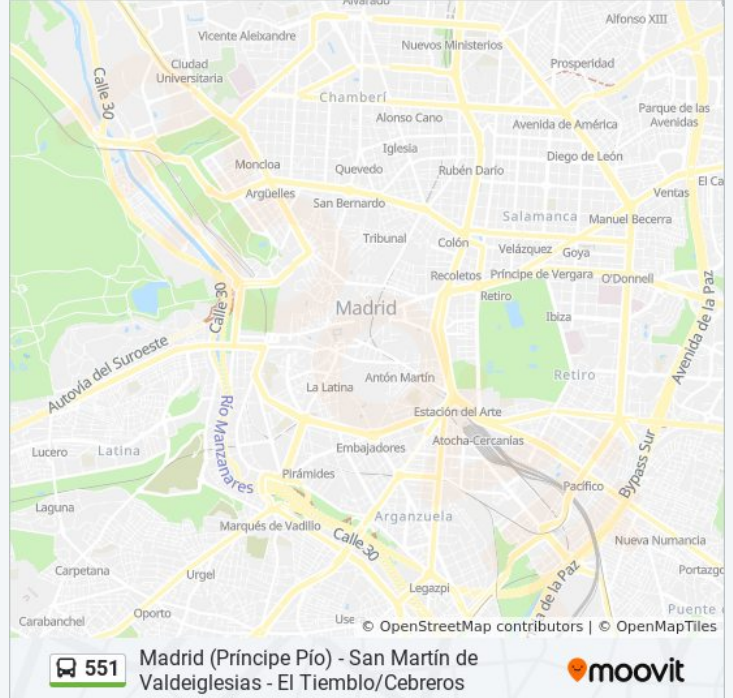 Alvarado
Alfonso XIII
Vicente Aleixandre
Nuevos Ministerios
Ciudad
Universitaria
Prosperidad
Calle 30
Chamberí
Parque de las
Avenidas
Alonso Cano
Avenida de América
Iglesia
Diego de León
Moncloa
Quevedo
Rubén Darío
El Ca
Argüelles
Ventas
San Bernardo
Salamanca
Manuel Becerra
Tribunal
Colón
Velázquez
Goya
Recoletos
Príncipe de Vergara
O'Donnell
Calle 30
Retiro
Madrid
Ibiza
Avenida de la Paz
Autovía del Suroeste
Retiro
La Latina
Antón Martín
Río Manzanares
Estación del Arte
Atocha-Cercanías
Lucero
Latina
Embajadores
Bypass Sur
Pirámides
Pacífico
Laguna
Arganzuela
Marqués de Vadillo
Calle 30
Nueva Numancia
Carpetana
Urgel
Portazgo
Legazpi
a de la Paz
Oporto
Puente
Carabanchel
Use
© OpenStreetMap contributors | © OpenMapTiles
551
Madrid (Príncipe Pío) - San Martín de
Valdeiglesias - El Tiemblo/Cebreros
moovit